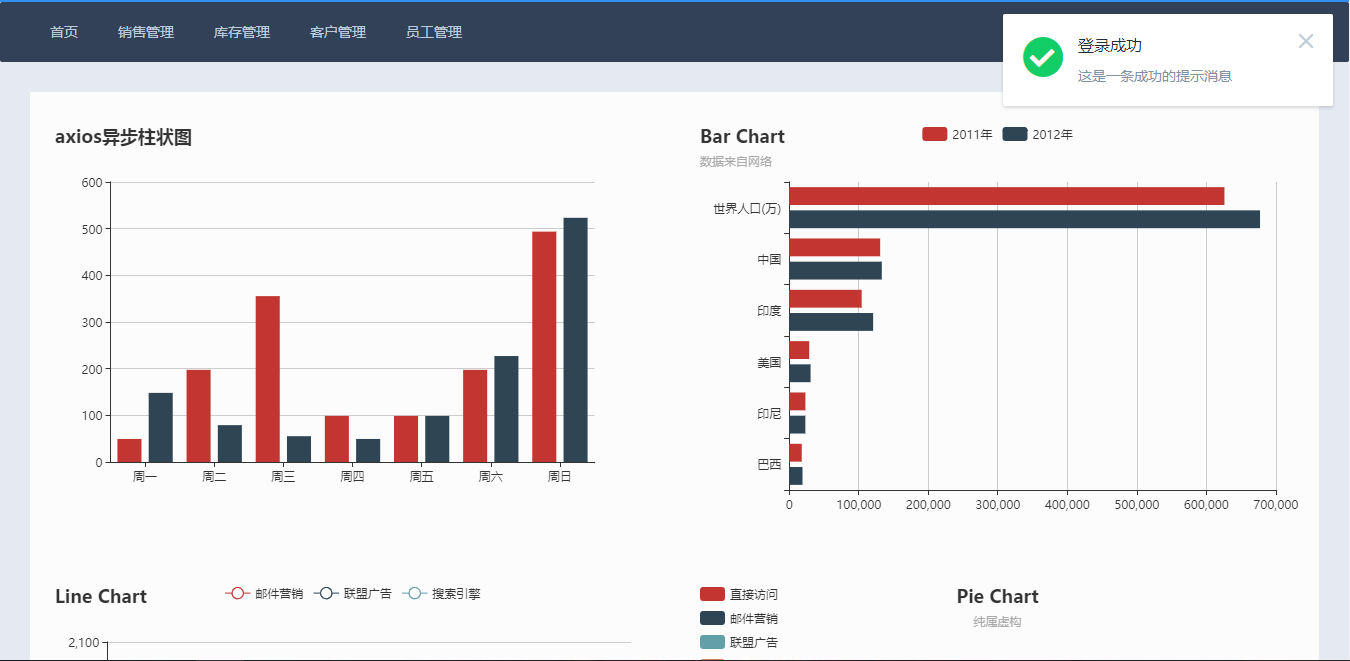 首页 销售管理 库存管理 客户管理 员工管理
登录成功
这是一条成功的提示消息
axios异步柱状图
600
500
400
300
200
100
0
周一 周二 周三 周四 周五 周六 周日
Bar Chart
数据来自网络
2011年 2012年
世界人口(万)
中国
印度
美国
印尼
巴西
0 100,000 200,000 300,000 400,000 500,000 600,000 700,000
Line Chart
邮件营销 联盟广告 搜索引擎
2,100
直接访问
邮件营销
联盟广告
Pie Chart
纯属虚构